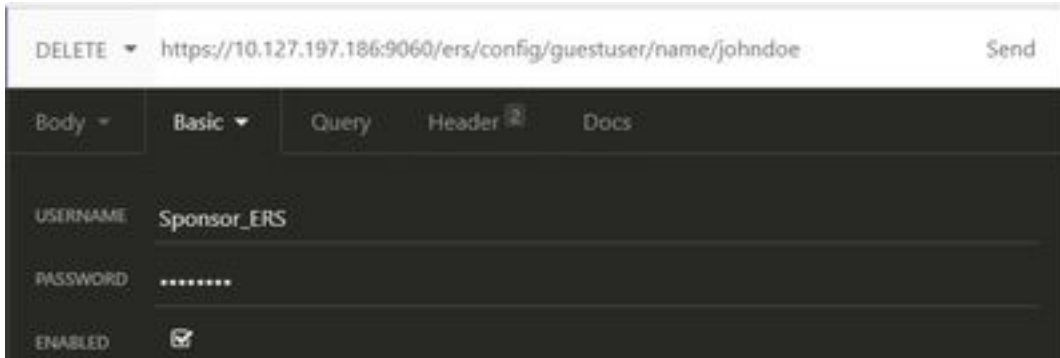 DELETE https://10.127.197.186:9060/ers/config/guestuser/name/johndoe Send
Body Basic Query Header 2 Docs
USERNAME Sponsor_ERS
PASSWORD ••••••••
ENABLED